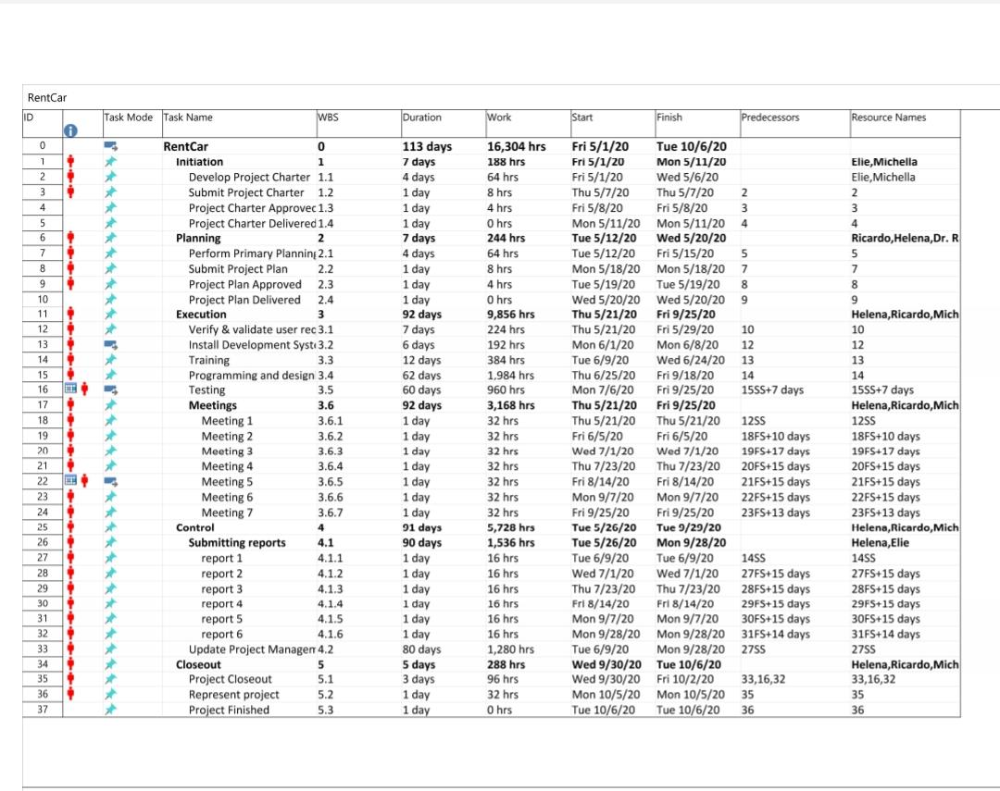 RentCar
ID Task Mode Task Name WBS Duration Work Start Finish Predecessors Resource Names
0 RentCar 0 113 days 16,304 hrs Fri 5/1/20 Tue 10/6/20
1 Initiation 1 7 days 188 hrs Fri 5/1/20 Mon 5/11/20 Elie,Michella
2 Develop Project Charter 1.1 4 days 64 hrs Fri 5/1/20 Wed 5/6/20 Elie,Michella
3 Submit Project Charter 1.2 1 day 8 hrs Thu 5/7/20 Thu 5/7/20 2 2
4 Project Charter Approved 1.3 1 day 4 hrs Fri 5/8/20 Fri 5/8/20 3 3
5 Project Charter Delivered 1.4 1 day 0 hrs Mon 5/11/20 Mon 5/11/20 4 4
6 Planning 2 7 days 244 hrs Tue 5/12/20 Wed 5/20/20 Ricardo,Helena,Dr. R
7 Perform Primary Planning 2.1 4 days 64 hrs Tue 5/12/20 Fri 5/15/20 5 5
8 Submit Project Plan 2.2 1 day 8 hrs Mon 5/18/20 Mon 5/18/20 7 7
9 Project Plan Approved 2.3 1 day 4 hrs Tue 5/19/20 Tue 5/19/20 8 8
10 Project Plan Delivered 2.4 1 day 0 hrs Wed 5/20/20 Wed 5/20/20 9 9
11 Execution 3 92 days 9,856 hrs Thu 5/21/20 Fri 9/25/20 Helena,Ricardo,Mich
12 Verify & validate user rec 3.1 7 days 224 hrs Thu 5/21/20 Fri 5/29/20 10 10
13 Install Development Syst 3.2 6 days 192 hrs Mon 6/1/20 Mon 6/8/20 12 12
14 Training 3.3 12 days 384 hrs Tue 6/9/20 Wed 6/24/20 13 13
15 Programming and design 3.4 62 days 1,984 hrs Thu 6/25/20 Fri 9/18/20 14 14
16 Testing 3.5 60 days 960 hrs Mon 7/6/20 Fri 9/25/20 15SS+7 days 15SS+7 days
17 Meetings 3.6 92 days 3,168 hrs Thu 5/21/20 Fri 9/25/20 Helena,Ricardo,Mich
18 Meeting 1 3.6.1 1 day 32 hrs Thu 5/21/20 Thu 5/21/20 12SS 12SS
19 Meeting 2 3.6.2 1 day 32 hrs Fri 6/5/20 Fri 6/5/20 18FS+10 days 18FS+10 days
20 Meeting 3 3.6.3 1 day 32 hrs Wed 7/1/20 Wed 7/1/20 19FS+17 days 19FS+17 days
21 Meeting 4 3.6.4 1 day 32 hrs Thu 7/23/20 Thu 7/23/20 20FS+15 days 20FS+15 days
22 Meeting 5 3.6.5 1 day 32 hrs Fri 8/14/20 Fri 8/14/20 21FS+15 days 21FS+15 days
23 Meeting 6 3.6.6 1 day 32 hrs Mon 9/7/20 Mon 9/7/20 22FS+15 days 22FS+15 days
24 Meeting 7 3.6.7 1 day 32 hrs Fri 9/25/20 Fri 9/25/20 23FS+13 days 23FS+13 days
25 Control 4 91 days 5,728 hrs Tue 5/26/20 Tue 9/29/20 Helena,Ricardo,Mich
26 Submitting reports 4.1 90 days 1,536 hrs Tue 5/26/20 Mon 9/28/20 Helena,Elie
27 report 1 4.1.1 1 day 16 hrs Tue 6/9/20 Tue 6/9/20 14SS 14SS
28 report 2 4.1.2 1 day 16 hrs Wed 7/1/20 Wed 7/1/20 27FS+15 days 27FS+15 days
29 report 3 4.1.3 1 day 16 hrs Thu 7/23/20 Thu 7/23/20 28FS+15 days 28FS+15 days
30 report 4 4.1.4 1 day 16 hrs Fri 8/14/20 Fri 8/14/20 29FS+15 days 29FS+15 days
31 report 5 4.1.5 1 day 16 hrs Mon 9/7/20 Mon 9/7/20 30FS+15 days 30FS+15 days
32 report 6 4.1.6 1 day 16 hrs Mon 9/28/20 Mon 9/28/20 31FS+14 days 31FS+14 days
33 Update Project Managem 4.2 80 days 1,280 hrs Tue 6/9/20 Mon 9/28/20 27SS 27SS
34 Closeout 5 5 days 288 hrs Wed 9/30/20 Tue 10/6/20 Helena,Ricardo,Mich
35 Project Closeout 5.1 3 days 96 hrs Wed 9/30/20 Fri 10/2/20 33,16,32 33,16,32
36 Represent project 5.2 1 day 32 hrs Mon 10/5/20 Mon 10/5/20 35 35
37 Project Finished 5.3 1 day 0 hrs Tue 10/6/20 Tue 10/6/20 36 36